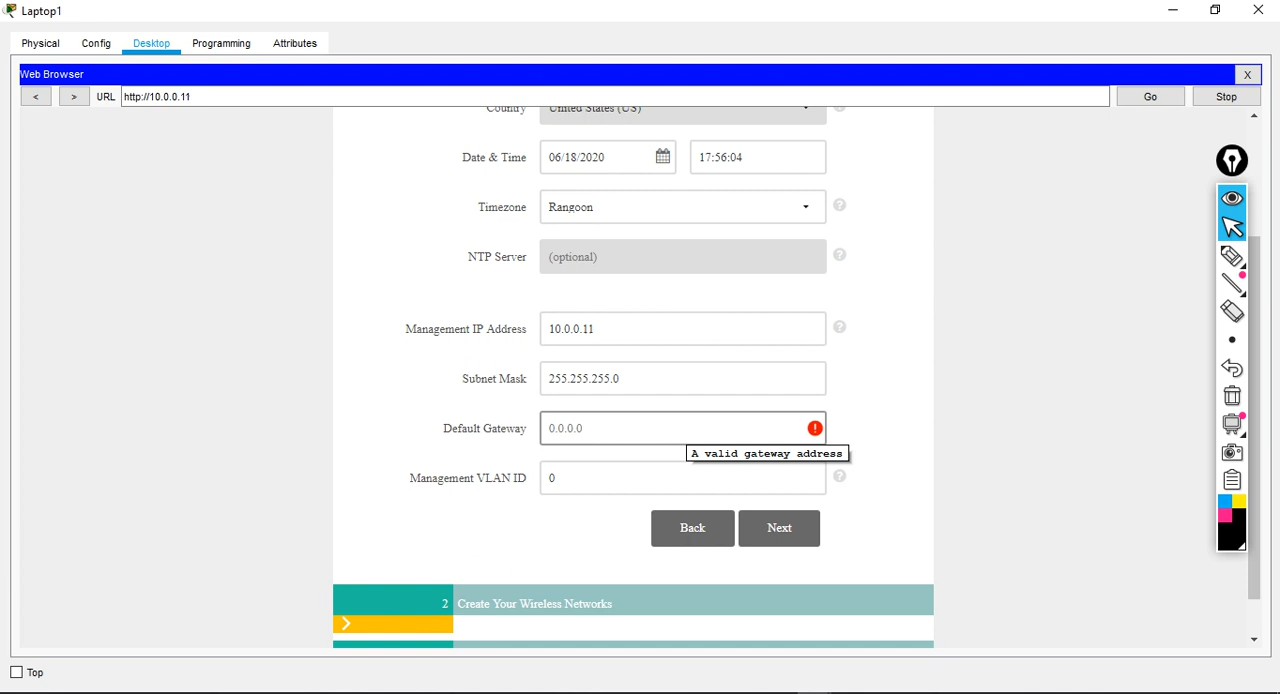 Laptop1
Physical Config Desktop Programming Attributes
Web Browser X
< > URL http://10.0.0.11 Go Stop
Country United States (US)
Date & Time 06/18/2020 17:56:04
Timezone Rangoon ?
NTP Server (optional) ?
Management IP Address 10.0.0.11 ?
Subnet Mask 255.255.255.0
Default Gateway 0.0.0.0 !
A valid gateway address
Management VLAN ID 0 ?
Back Next
2 Create Your Wireless Networks
Top